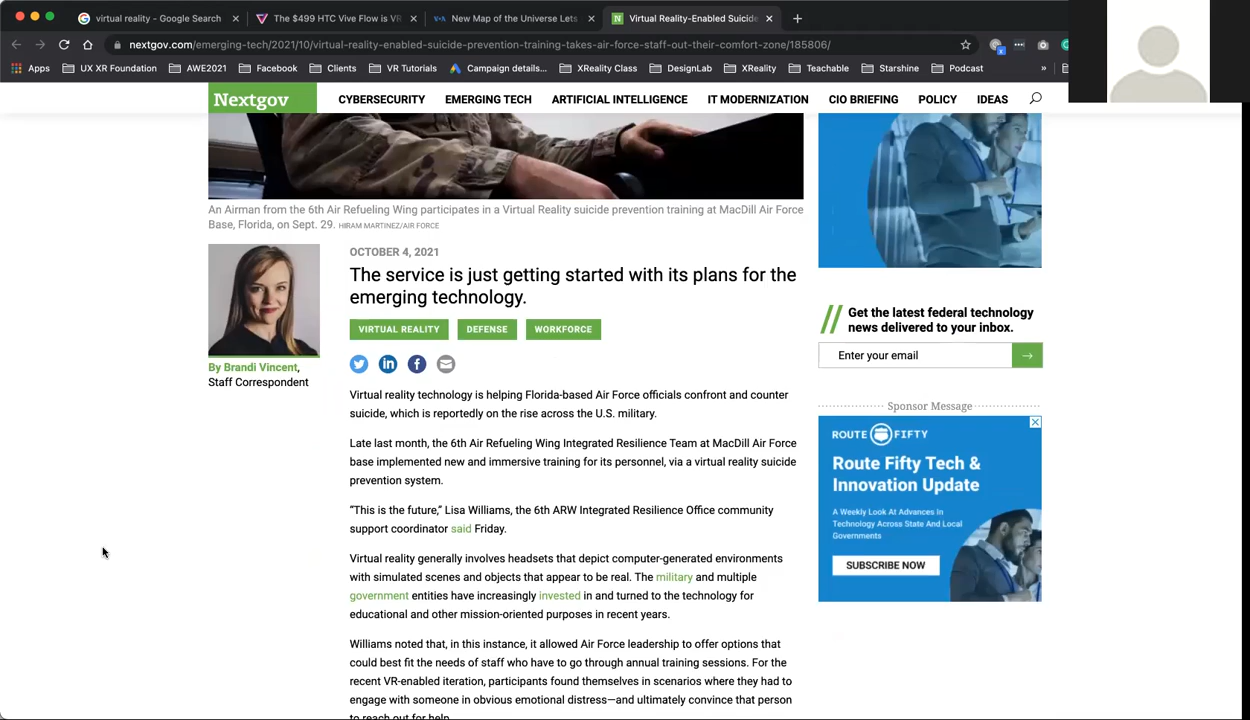 virtual reality - Google Search
The $499 HTC Vive Flow is VR
New Map of the Universe Lets
Virtual Reality-Enabled Suicide
nextgov.com/emerging-tech/2021/10/virtual-reality-enabled-suicide-prevention-training-takes-air-force-staff-out-their-comfort-zone/185806/
Apps UX XR Foundation AWE2021 Facebook Clients VR Tutorials Campaign details... XReality Class DesignLab XReality Teachable Starshine Podcast »
Nextgov CYBERSECURITY EMERGING TECH ARTIFICIAL INTELLIGENCE IT MODERNIZATION CIO BRIEFING POLICY IDEAS
An Airman from the 6th Air Refueling Wing participates in a Virtual Reality suicide prevention training at MacDill Air Force
Base, Florida, on Sept. 29. HIRAM MARTINEZ/AIR FORCE
By Brandi Vincent,
Staff Correspondent
OCTOBER 4, 2021
The service is just getting started with its plans for the
emerging technology.
VIRTUAL REALITY DEFENSE WORKFORCE
Virtual reality technology is helping Florida-based Air Force officials confront and counter
suicide, which is reportedly on the rise across the U.S. military.
Late last month, the 6th Air Refueling Wing Integrated Resilience Team at MacDill Air Force
base implemented new and immersive training for its personnel, via a virtual reality suicide
prevention system.
“This is the future,” Lisa Williams, the 6th ARW Integrated Resilience Office community
support coordinator said Friday.
Virtual reality generally involves headsets that depict computer-generated environments
with simulated scenes and objects that appear to be real. The military and multiple
government entities have increasingly invested in and turned to the technology for
educational and other mission-oriented purposes in recent years.
Williams noted that, in this instance, it allowed Air Force leadership to offer options that
could best fit the needs of staff who have to go through annual training sessions. For the
recent VR-enabled iteration, participants found themselves in scenarios where they had to
engage with someone in obvious emotional distress—and ultimately convince that person
to reach out for help.
Get the latest federal technology
news delivered to your inbox.
Enter your email
Sponsor Message
ROUTE FIFTY
Route Fifty Tech &
Innovation Update
A Weekly Look At Advances In
Technology Across State And Local
Governments
SUBSCRIBE NOW